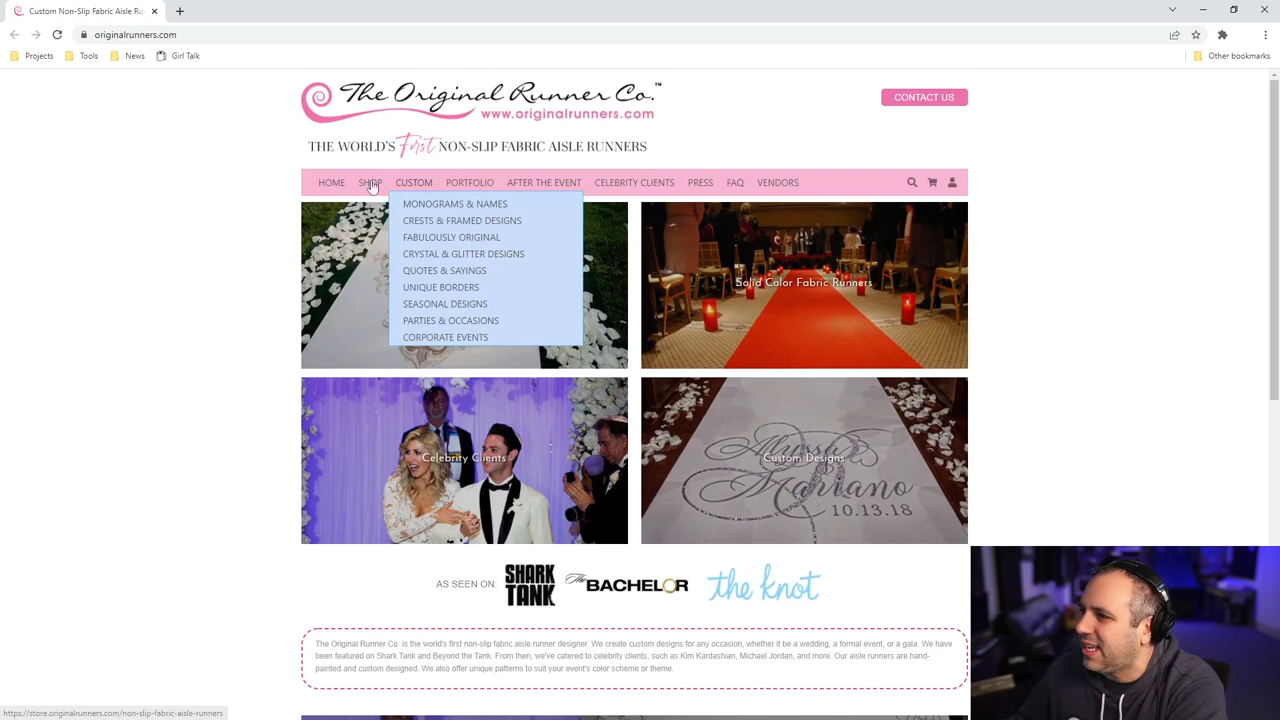 Custom Non-Slip Fabric Aisle Ru
originalrunners.com
Projects Tools News Girl Talk Other bookmarks
The Original Runner Co.™
www.originalrunners.com
CONTACT US
THE WORLD'S First NON-SLIP FABRIC AISLE RUNNERS
HOME SHOP CUSTOM PORTFOLIO AFTER THE EVENT CELEBRITY CLIENTS PRESS FAQ VENDORS
MONOGRAMS & NAMES
CRESTS & FRAMED DESIGNS
FABULOUSLY ORIGINAL
CRYSTAL & GLITTER DESIGNS
QUOTES & SAYINGS
UNIQUE BORDERS
SEASONAL DESIGNS
PARTIES & OCCASIONS
CORPORATE EVENTS
Solid Color Fabric Runners
Celebrity Clients
Custom Designs
Mariano
10.13.18
AS SEEN ON: SHARK TANK The BACHELOR the knot
The Original Runner Co. is the world's first non-slip fabric aisle runner designer. We create custom designs for any occasion, whether it be a wedding, a formal event, or a gala. We have
been featured on Shark Tank and Beyond the Tank. From then, we've catered to celebrity clients, such as Kim Kardashian, Michael Jordan, and more. Our aisle runners are hand-
painted and custom designed. We also offer unique patterns to suit your event's color scheme or theme.
https://store.originalrunners.com/non-slip-fabric-aisle-runners